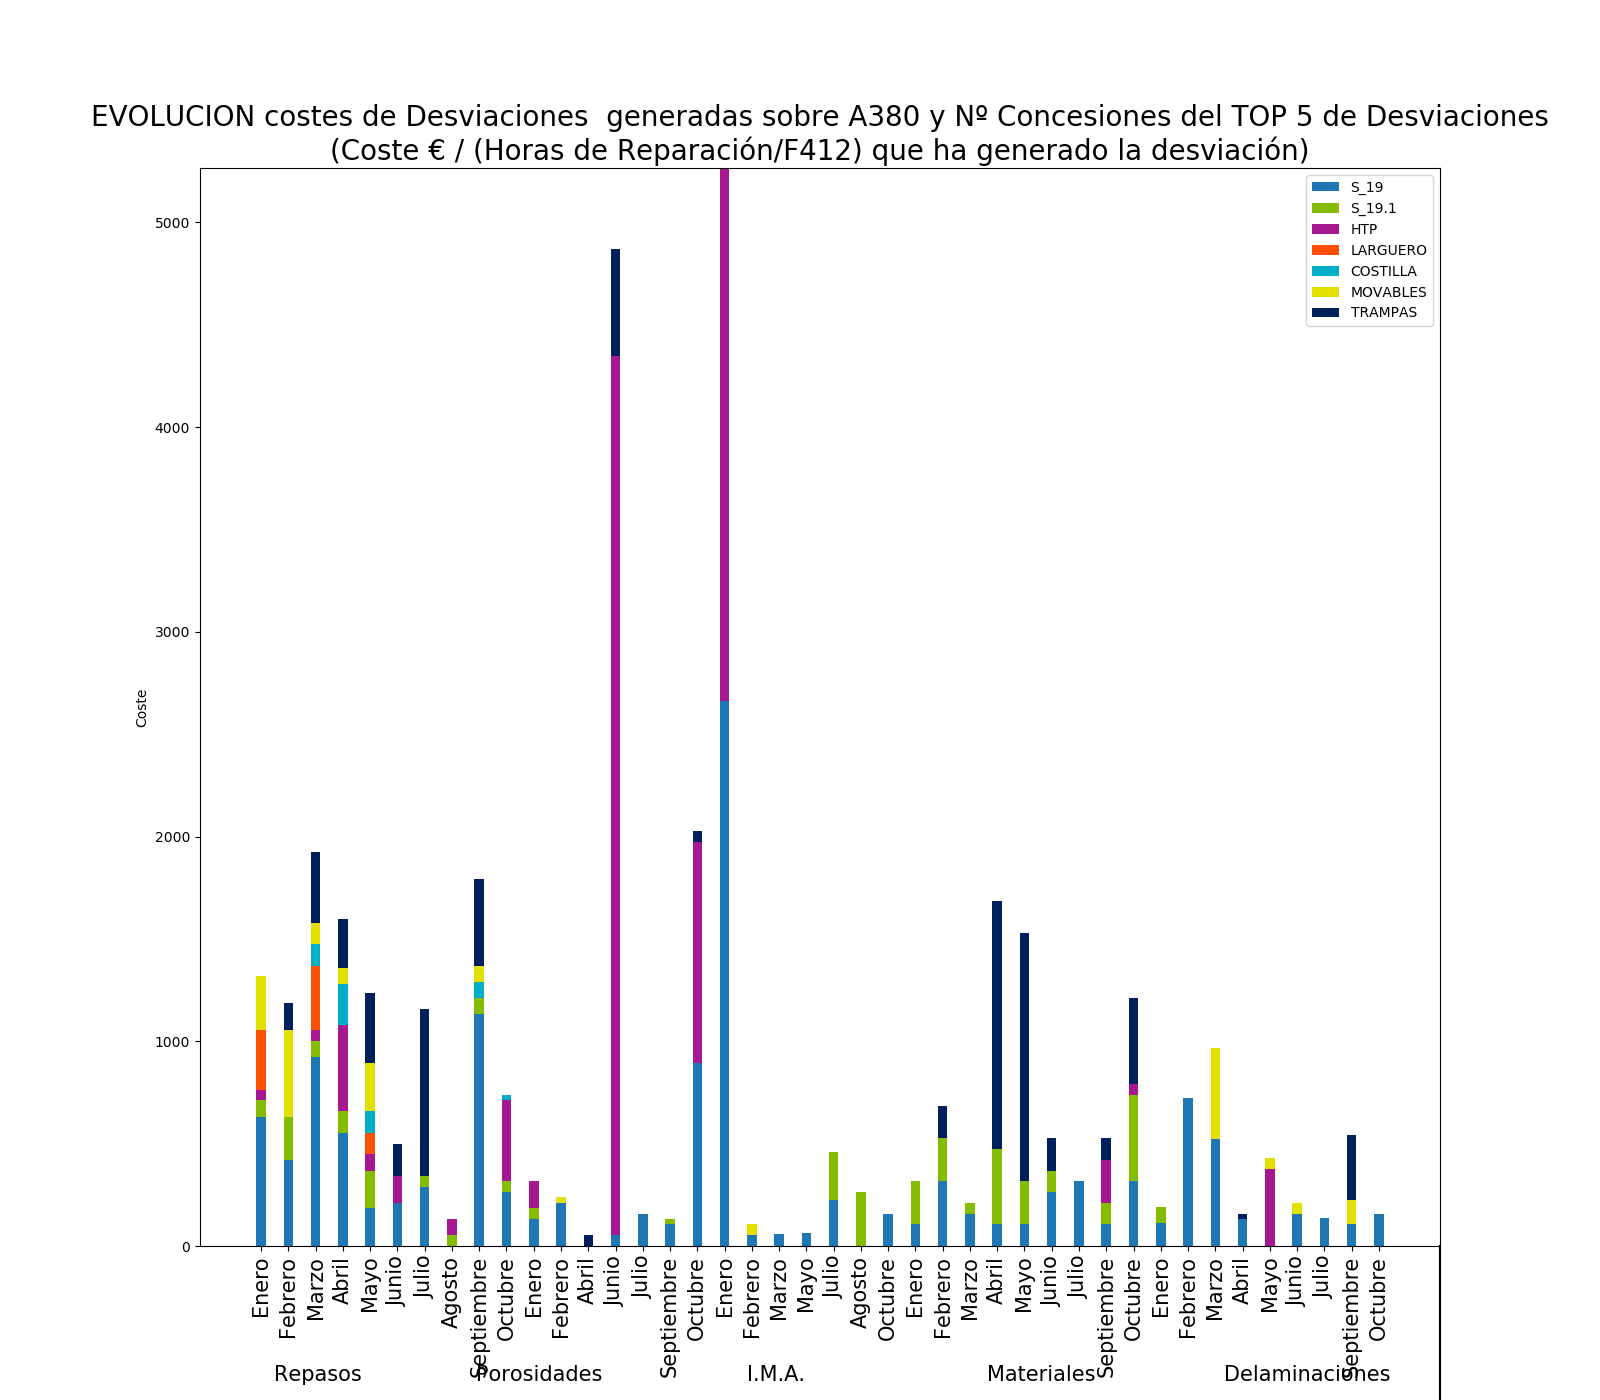 EVOLUCION costes de Desviaciones  generadas sobre A380 y Nº Concesiones del TOP 5 de Desviaciones
(Coste € / (Horas de Reparación/F412) que ha generado la desviación)
S_19
S_19.1
HTP
LARGUERO
COSTILLA
MOVABLES
TRAMPAS
5000
4000
3000
2000
1000
0
Coste
Enero
Febrero
Marzo
Abril
Mayo
Junio
Julio
Agosto
Septiembre
Octubre
Enero
Febrero
Abril
Junio
Julio
Septiembre
Octubre
Enero
Febrero
Marzo
Mayo
Julio
Agosto
Octubre
Enero
Febrero
Marzo
Abril
Mayo
Junio
Julio
Septiembre
Octubre
Enero
Febrero
Marzo
Abril
Mayo
Junio
Julio
Septiembre
Octubre
Repasos
Porosidades
I.M.A.
Materiales
Delaminaciones